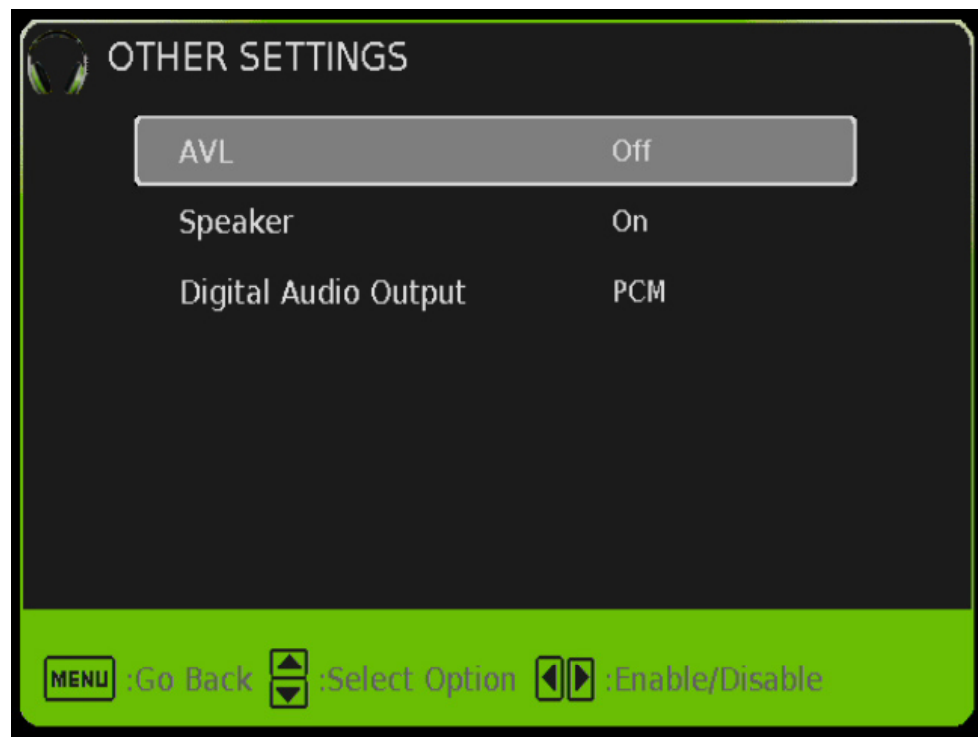 OTHER SETTINGS
AVL Off
Speaker On
Digital Audio Output PCM
MENU :Go Back :Select Option :Enable/Disable